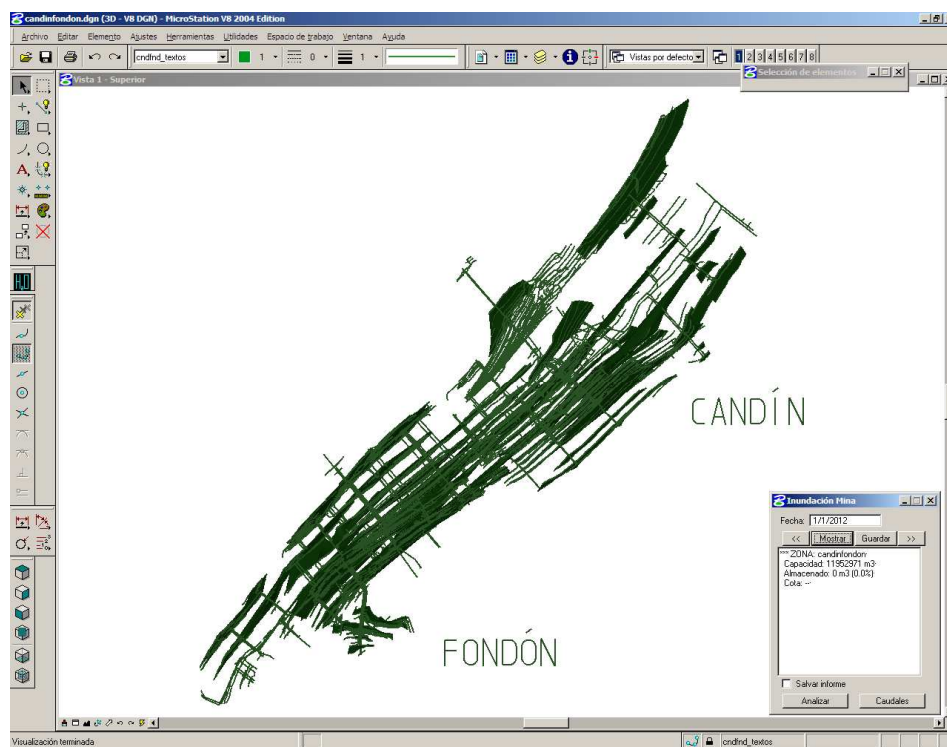 candinfondon.dgn (3D - V8 DGN) - MicroStation V8 2004 Edition
Archivo Editar Elemento Ajustes Herramientas Utilidades Espacio de trabajo Ventana Ayuda
cndfnd_textos 1 0 1 Vistas por defecto 1 2 3 4 5 6 7 8
Selección de elementos
Vista 1 - Superior
CANDÍN
FONDÓN
Inundación Mina
Fecha: 1/1/2012
<< Mostrar Guardar >>
*** ZONA: candinfondon
Capacidad: 11952971 m3
Almacenado: 0 m3 (0.0%)
Cota: --
Salvar informe
Analizar Caudales
Visualización terminada cndfnd_textos